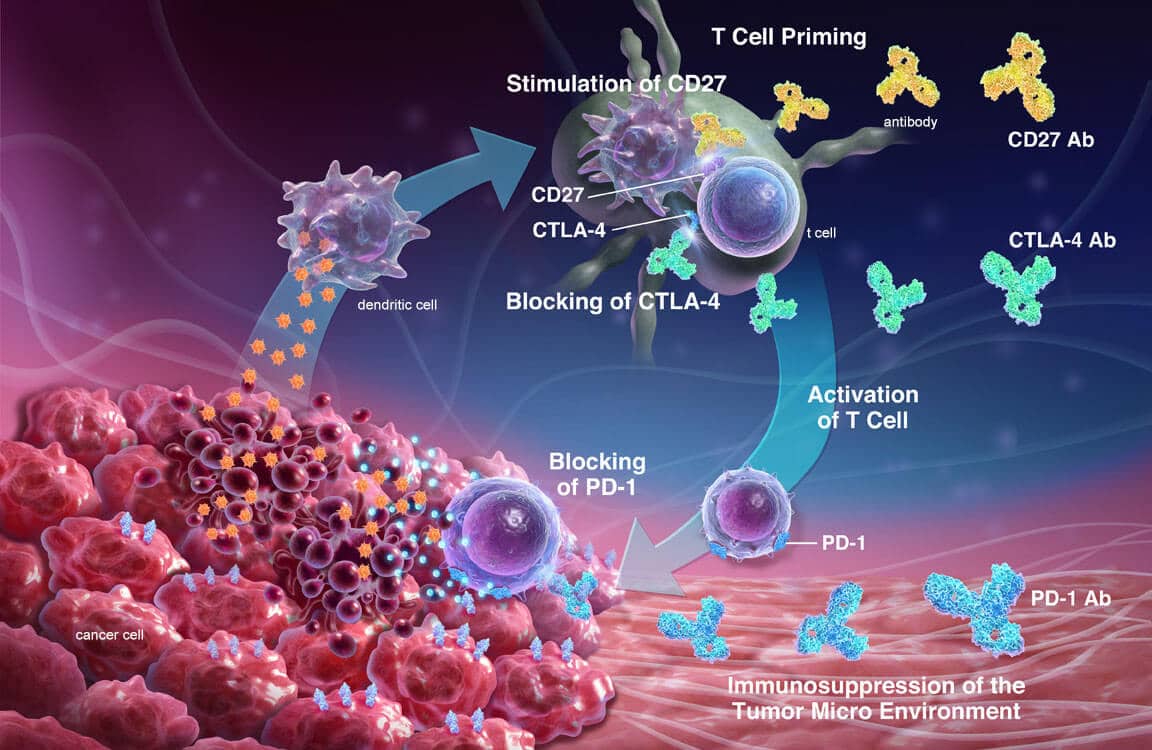 T Cell Priming
Stimulation of CD27
antibody
CD27 Ab
CD27
CTLA-4
t cell
CTLA-4 Ab
dendritic cell
Blocking of CTLA-4
Activation
of T Cell
Blocking
of PD-1
PD-1
PD-1 Ab
cancer cell
Immunosuppression of the
Tumor Micro Environment